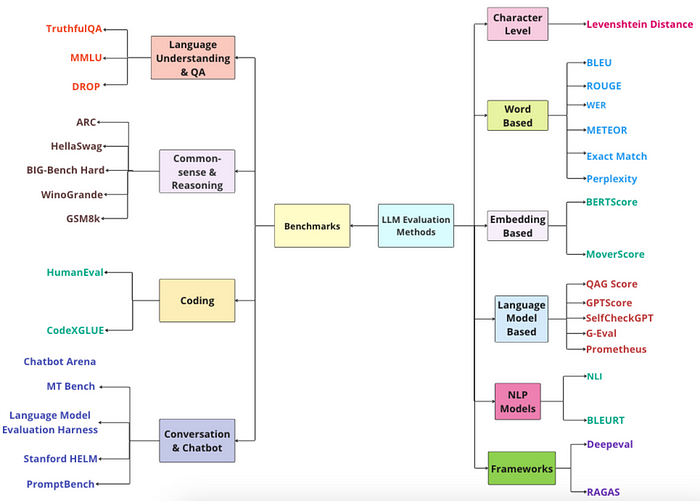 TruthfulQA
MMLU
DROP
Language
Understanding
& QA
ARC
HellaSwag
BIG-Bench Hard
WinoGrande
GSM8k
Common-
sense &
Reasoning
HumanEval
CodeXGLUE
Coding
Chatbot Arena
MT Bench
Language Model
Evaluation Harness
Stanford HELM
PromptBench
Conversation
& Chatbot
Benchmarks
LLM Evaluation
Methods
Character
Level
Levenshtein Distance
Word
Based
BLEU
ROUGE
WER
METEOR
Exact Match
Perplexity
Embedding
Based
BERTScore
MoverScore
Language
Model
Based
QAG Score
GPTScore
SelfCheckGPT
G-Eval
Prometheus
NLP
Models
NLI
BLEURT
Frameworks
Deepeval
RAGAS